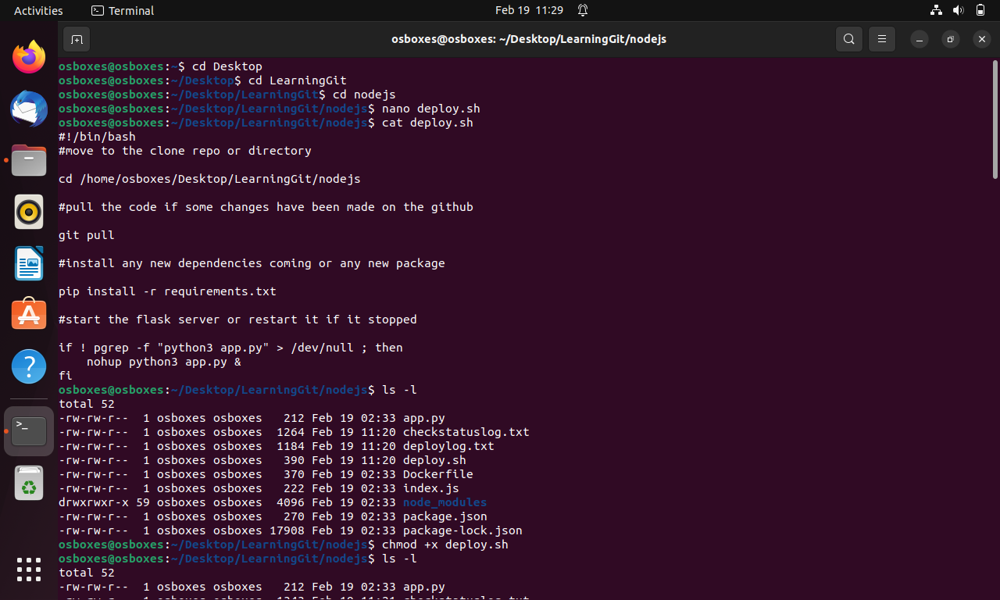 Activities
Terminal
Feb 19 11:29
osboxes@osboxes: ~/Desktop/LearningGit/nodejs
osboxes@osboxes:~$ cd Desktop
osboxes@osboxes:~/Desktop$ cd LearningGit
osboxes@osboxes:~/Desktop/LearningGit$ cd nodejs
osboxes@osboxes:~/Desktop/LearningGit/nodejs$ nano deploy.sh
osboxes@osboxes:~/Desktop/LearningGit/nodejs$ cat deploy.sh
#!/bin/bash
#move to the clone repo or directory
cd /home/osboxes/Desktop/LearningGit/nodejs
#pull the code if some changes have been made on the github
git pull
#install any new dependencies coming or any new package
pip install -r requirements.txt
#start the flask server or restart it if it stopped
if ! pgrep -f "python3 app.py" > /dev/null ; then
    nohup python3 app.py &
fi
osboxes@osboxes:~/Desktop/LearningGit/nodejs$ ls -l
total 52
-rw-rw-r--  1 osboxes osboxes   212 Feb 19 02:33 app.py
-rw-rw-r--  1 osboxes osboxes  1264 Feb 19 11:20 checkstatuslog.txt
-rw-rw-r--  1 osboxes osboxes  1184 Feb 19 11:20 deploylog.txt
-rw-rw-r--  1 osboxes osboxes   390 Feb 19 11:20 deploy.sh
-rw-rw-r--  1 osboxes osboxes   370 Feb 19 02:33 Dockerfile
-rw-rw-r--  1 osboxes osboxes   222 Feb 19 02:33 index.js
drwxrwxr-x 59 osboxes osboxes  4096 Feb 19 02:33 node_modules
-rw-rw-r--  1 osboxes osboxes   270 Feb 19 02:33 package.json
-rw-rw-r--  1 osboxes osboxes 17908 Feb 19 02:33 package-lock.json
osboxes@osboxes:~/Desktop/LearningGit/nodejs$ chmod +x deploy.sh
osboxes@osboxes:~/Desktop/LearningGit/nodejs$ ls -l
total 52
-rw-rw-r--  1 osboxes osboxes   212 Feb 19 02:33 app.py